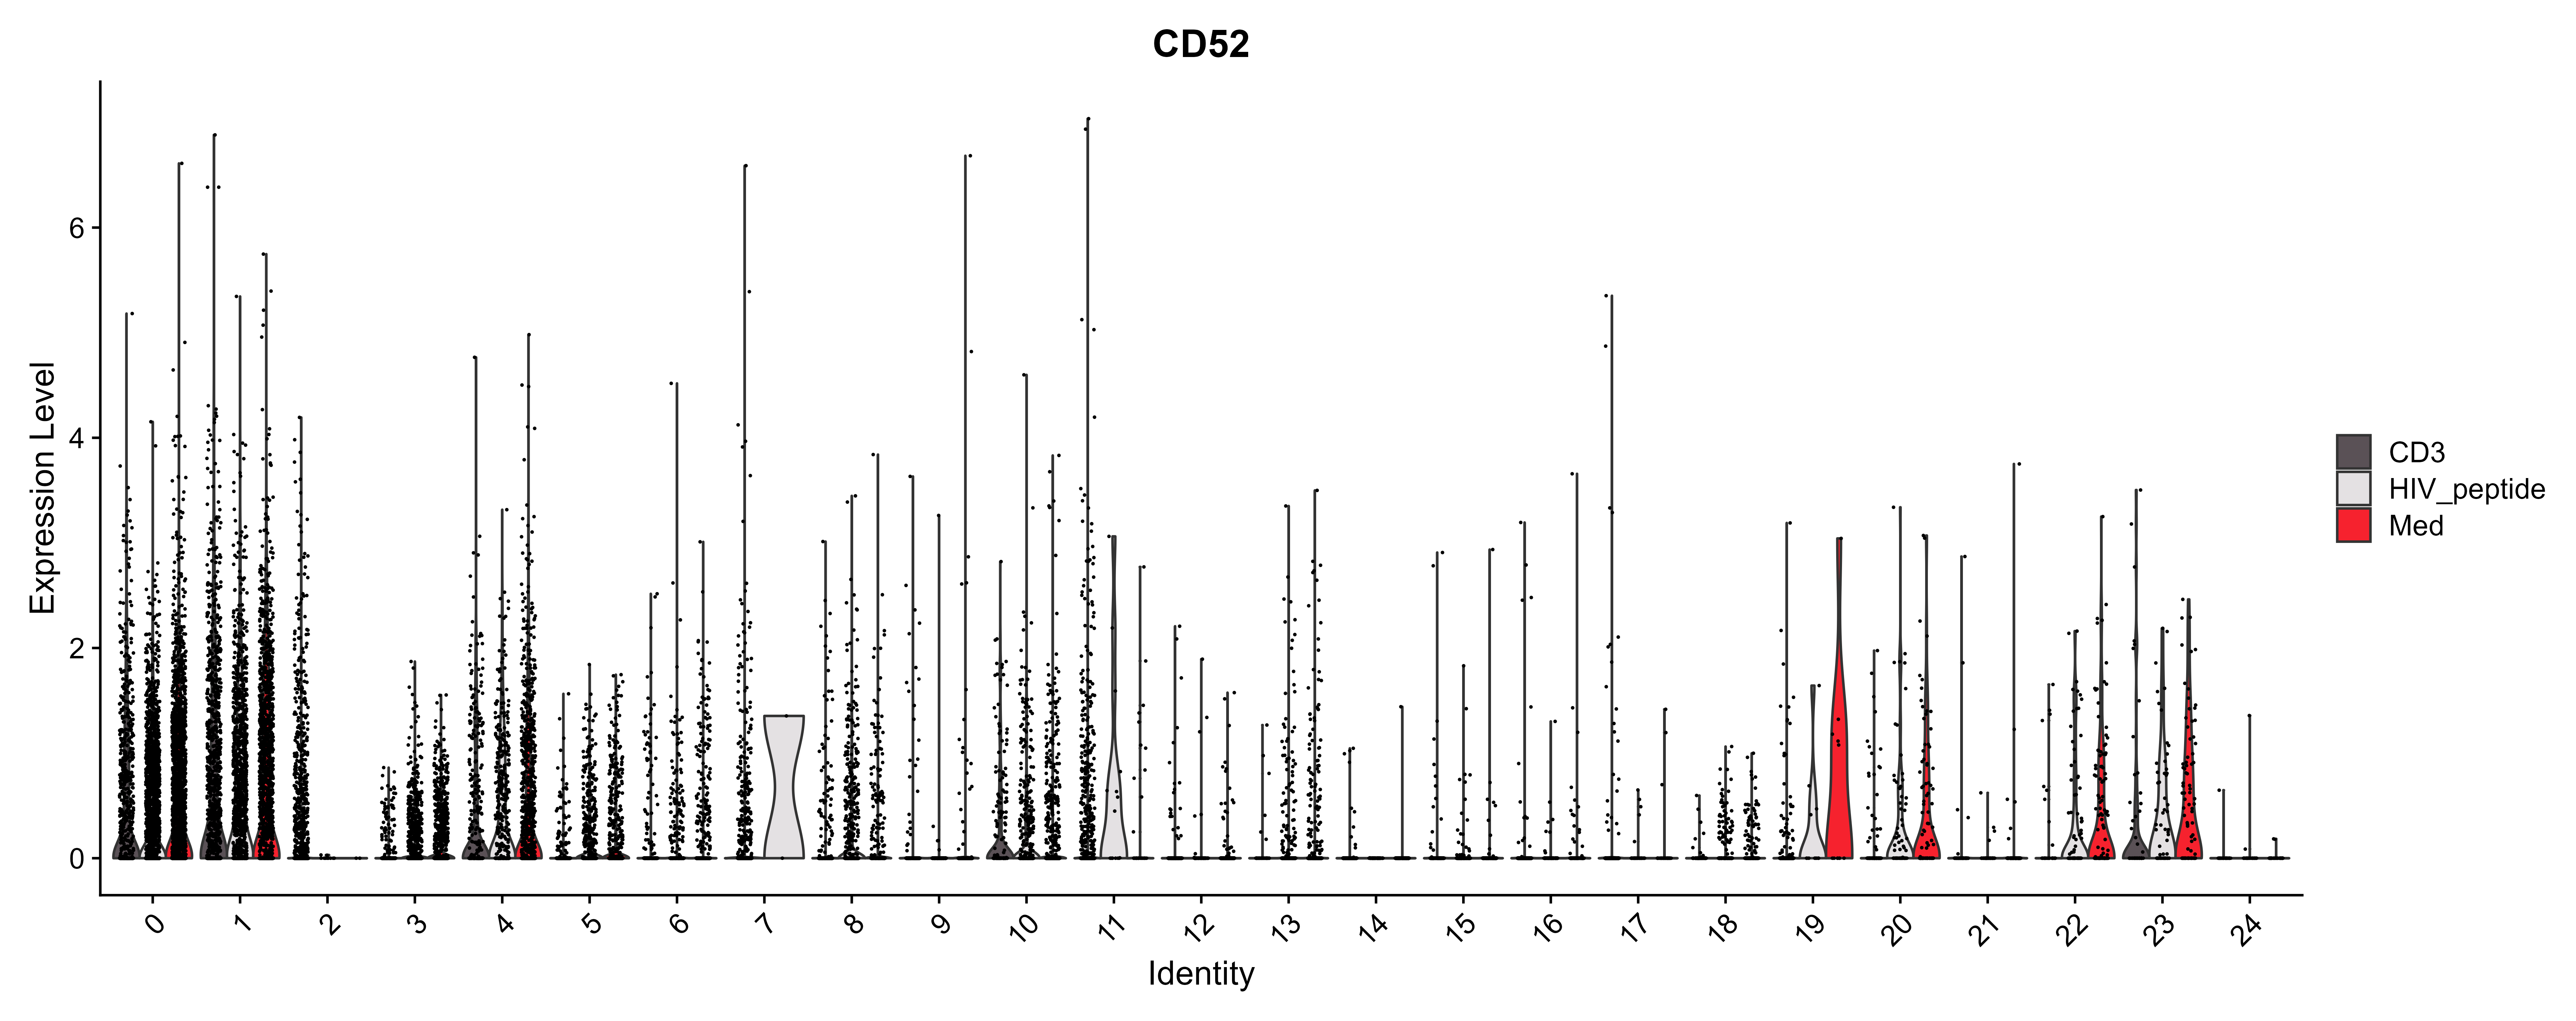 CD52
Expression Level
6
4
2
0
0 1 2 3 4 5 6 7 8 9 10 11 12 13 14 15 16 17 18 19 20 21 22 23 24
Identity
CD3
HIV_peptide
Med